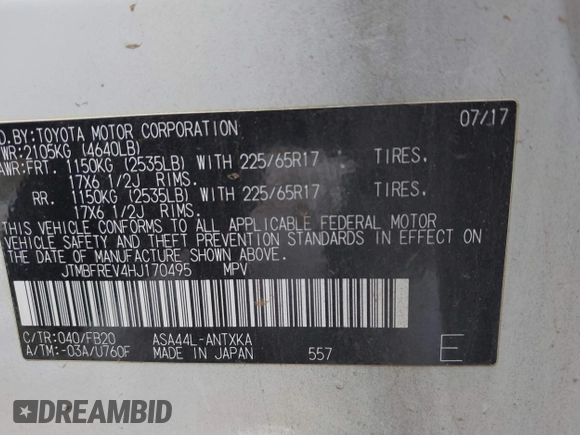 D.BY:TOYOTA MOTOR CORPORATION 07/17
WR:2105KG (4640LB)
AWR:FRT. 1150KG (2535LB) WITH 225/65R17 TIRES.
17X6 1/2J RIMS.
RR. 1150KG (2535LB) WITH 225/65R17 TIRES.
17X6 1/2J RIMS.
THIS VEHICLE CONFORMS TO ALL APPLICABLE FEDERAL MOTOR
VEHICLE SAFETY AND THEFT PREVENTION STANDARDS IN EFFECT ON
THE DATE OF MANUFACTURE SHOWN ABOVE.
JTMBFREV4HJ170495 MPV
C/TR:040/FB20 ASA44L-ANTXKA
A/TM:-03A/U760F MADE IN JAPAN 557 E
DREAMBID